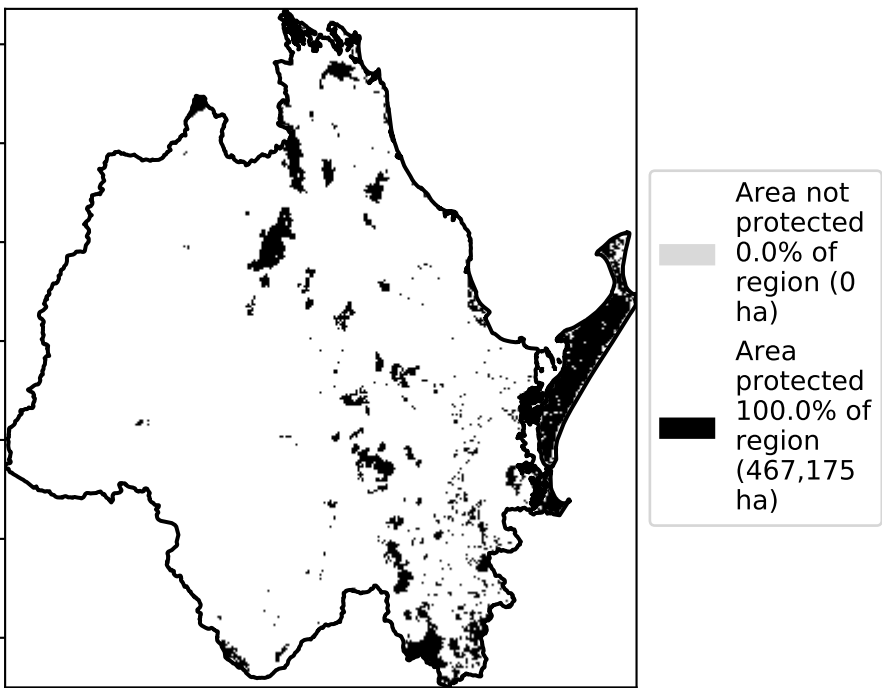 Area not
protected
0.0% of
region (0
ha)
Area
protected
100.0% of
region
(467,175
ha)